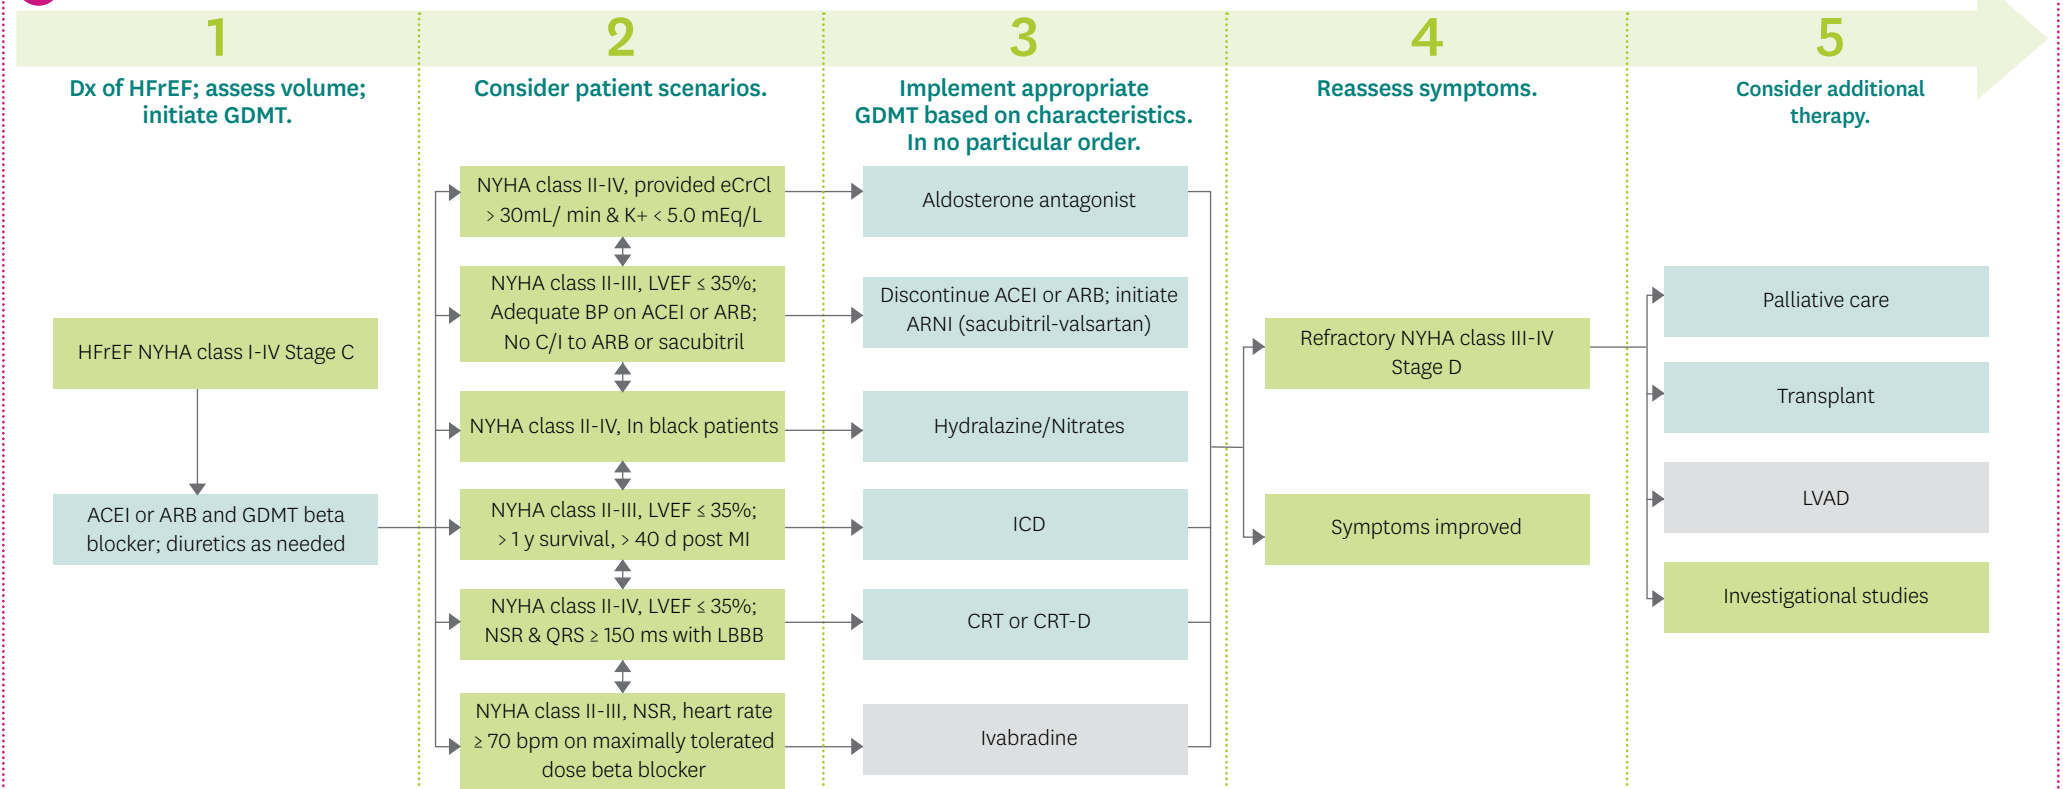 1
Dx of HFrEF; assess volume;
initiate GDMT.
HFrEF NYHA class I-IV Stage C
ACEI or ARB and GDMT beta
blocker; diuretics as needed
2
Consider patient scenarios.
NYHA class II-IV, provided eCrCl
> 30mL/ min & K+ < 5.0 mEq/L
NYHA class II-III, LVEF ≤ 35%;
Adequate BP on ACEI or ARB;
No C/I to ARB or sacubitril
NYHA class II-IV, In black patients
NYHA class II-III, LVEF ≤ 35%;
> 1 y survival, > 40 d post MI
NYHA class II-IV, LVEF ≤ 35%;
NSR & QRS ≥ 150 ms with LBBB
NYHA class II-III, NSR, heart rate
≥ 70 bpm on maximally tolerated
dose beta blocker
3
Implement appropriate
GDMT based on characteristics.
In no particular order.
Aldosterone antagonist
Discontinue ACEI or ARB; initiate
ARNI (sacubitril-valsartan)
Hydralazine/Nitrates
ICD
CRT or CRT-D
Ivabradine
4
Reassess symptoms.
Refractory NYHA class III-IV
Stage D
Symptoms improved
5
Consider additional
therapy.
Palliative care
Transplant
LVAD
Investigational studies